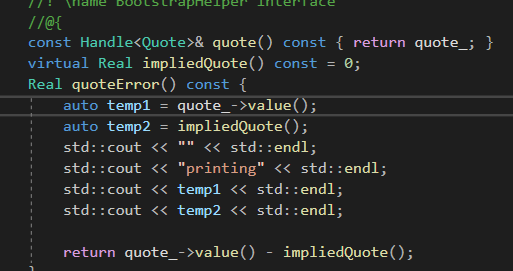 //! \name BootstrapHelper interface
//@{
const Handle<Quote>& quote() const { return quote_; }
virtual Real impliedQuote() const = 0;
Real quoteError() const {
auto temp1 = quote_->value();
auto temp2 = impliedQuote();
std::cout << "" << std::endl;
std::cout << "printing" << std::endl;
std::cout << temp1 << std::endl;
std::cout << temp2 << std::endl;
return quote_->value() - impliedQuote();
}